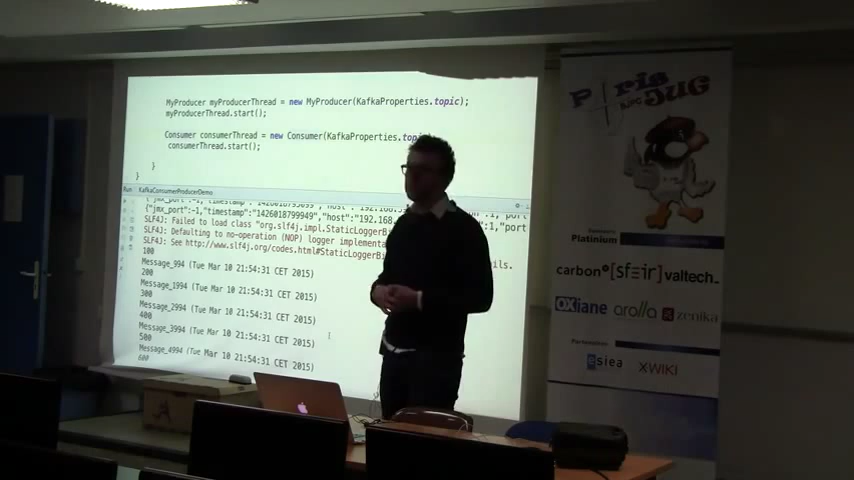 MyProducer myProducerThread = new MyProducer(KafkaProperties.topic);
myProducerThread.start();
Consumer consumerThread = new Consumer(KafkaProperties.topic
consumerThread.start();
}
}
Run KafkaConsumerProducerDemo
{"jmx_port":-1,"timestamp":"1426018799949","host":"192.168. :1, "port
SLF4J: Failed to load class "org.slf4j.impl.StaticLoggerBi
SLF4J: Defaulting to no-operation (NOP) logger implementa
SLF4J: See http://www.slf4j.org/codes.html#StaticLoggerBi ils.
100
Message_994 (Tue Mar 10 21:54:31 CET 2015)
200
Message_1994 (Tue Mar 10 21:54:31 CET 2015)
300
Message_2994 (Tue Mar 10 21:54:31 CET 2015)
400
Message_3994 (Tue Mar 10 21:54:31 CET 2015)
500
Message_4994 (Tue Mar 10 21:54:31 CET 2015)
600
Paris JUG
Platinium
carbon [sfeir] valtech_
OXiane arolla zenika
esiea XWIKI